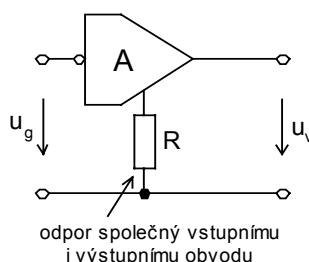 A
u_g
R
u_v
odpor společný vstupnímu
i výstupnímu obvodu